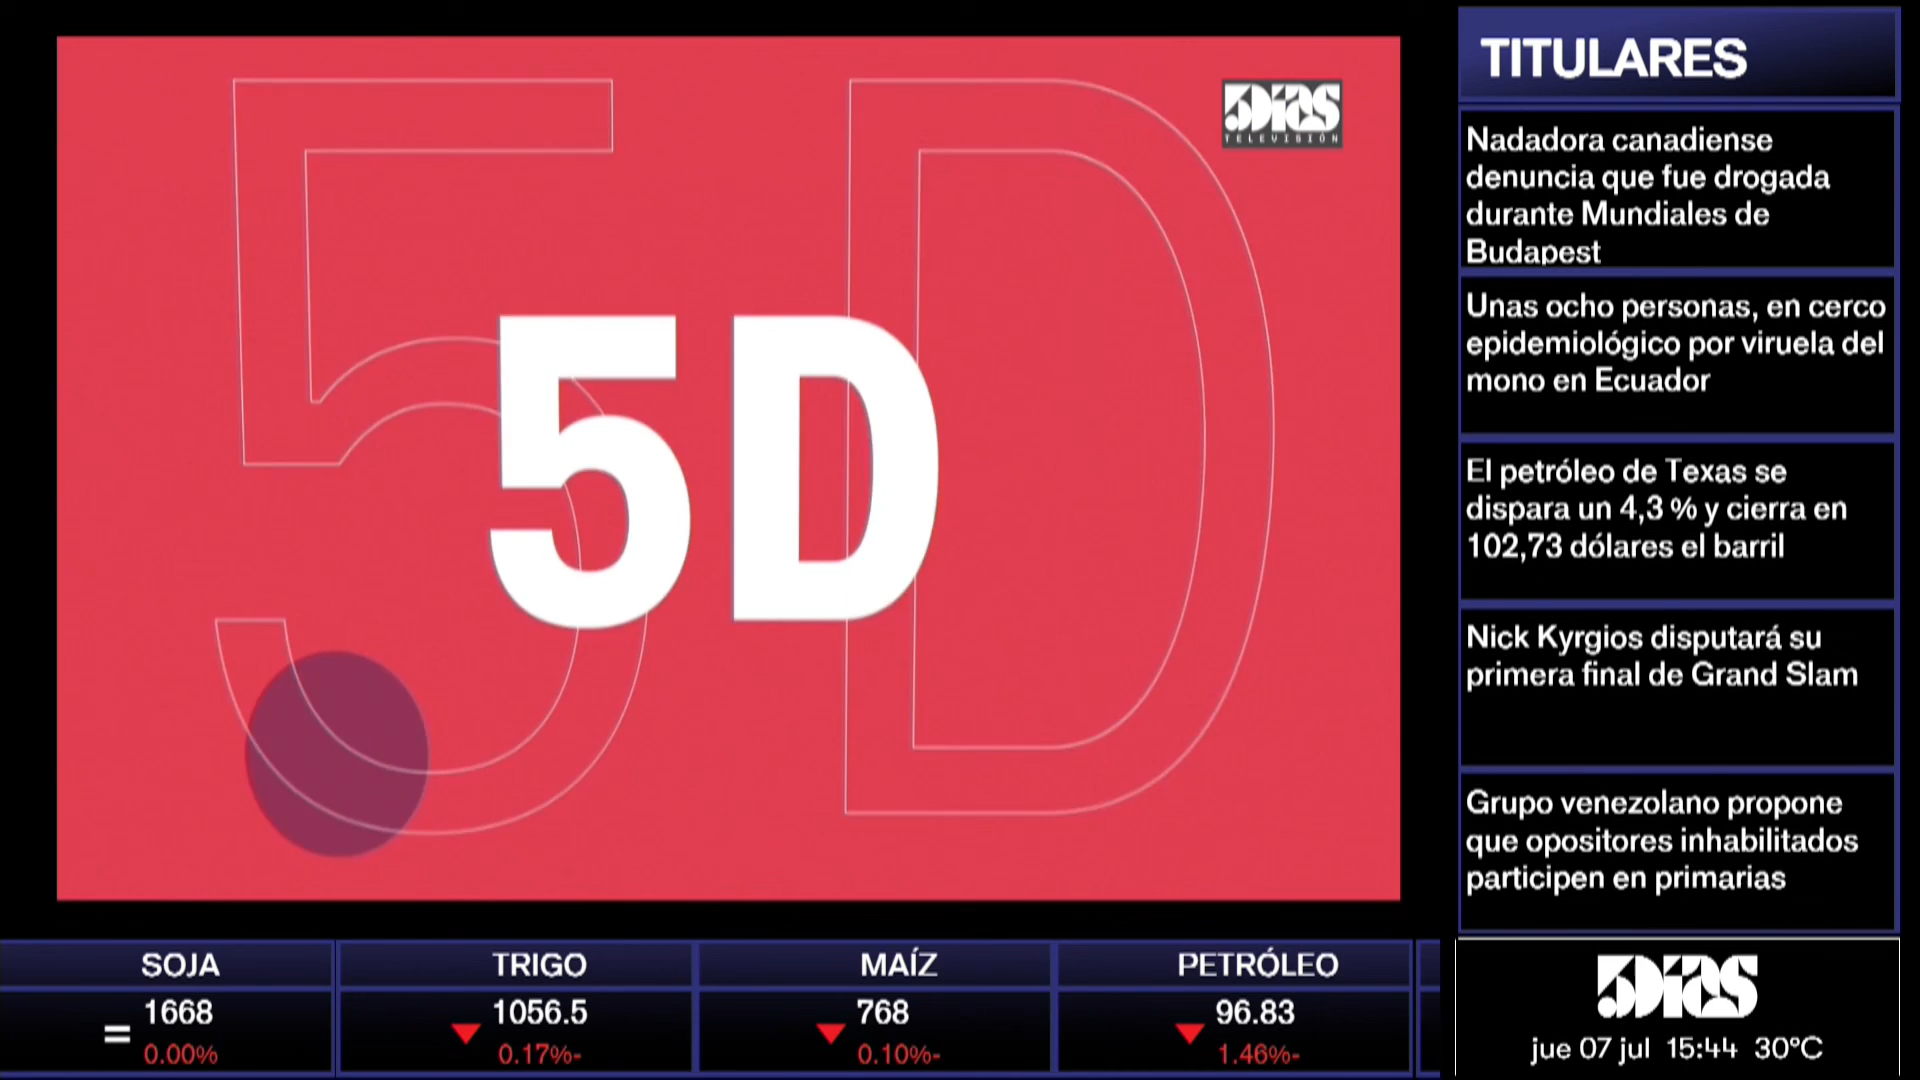 5D
5D
5Días
TELEVISIÓN
TITULARES
Nadadora canadiense
denuncia que fue drogada
durante Mundiales de
Budapest
Unas ocho personas, en cerco
epidemiológico por viruela del
mono en Ecuador
El petróleo de Texas se
dispara un 4,3 % y cierra en
102,73 dólares el barril
Nick Kyrgios disputará su
primera final de Grand Slam
Grupo venezolano propone
que opositores inhabilitados
participen en primarias
SOJA
= 1668
0.00%
TRIGO
1056.5
0.17%-
MAÍZ
768
0.10%-
PETRÓLEO
96.83
1.46%-
5Días
jue 07 jul 15:44 30°C